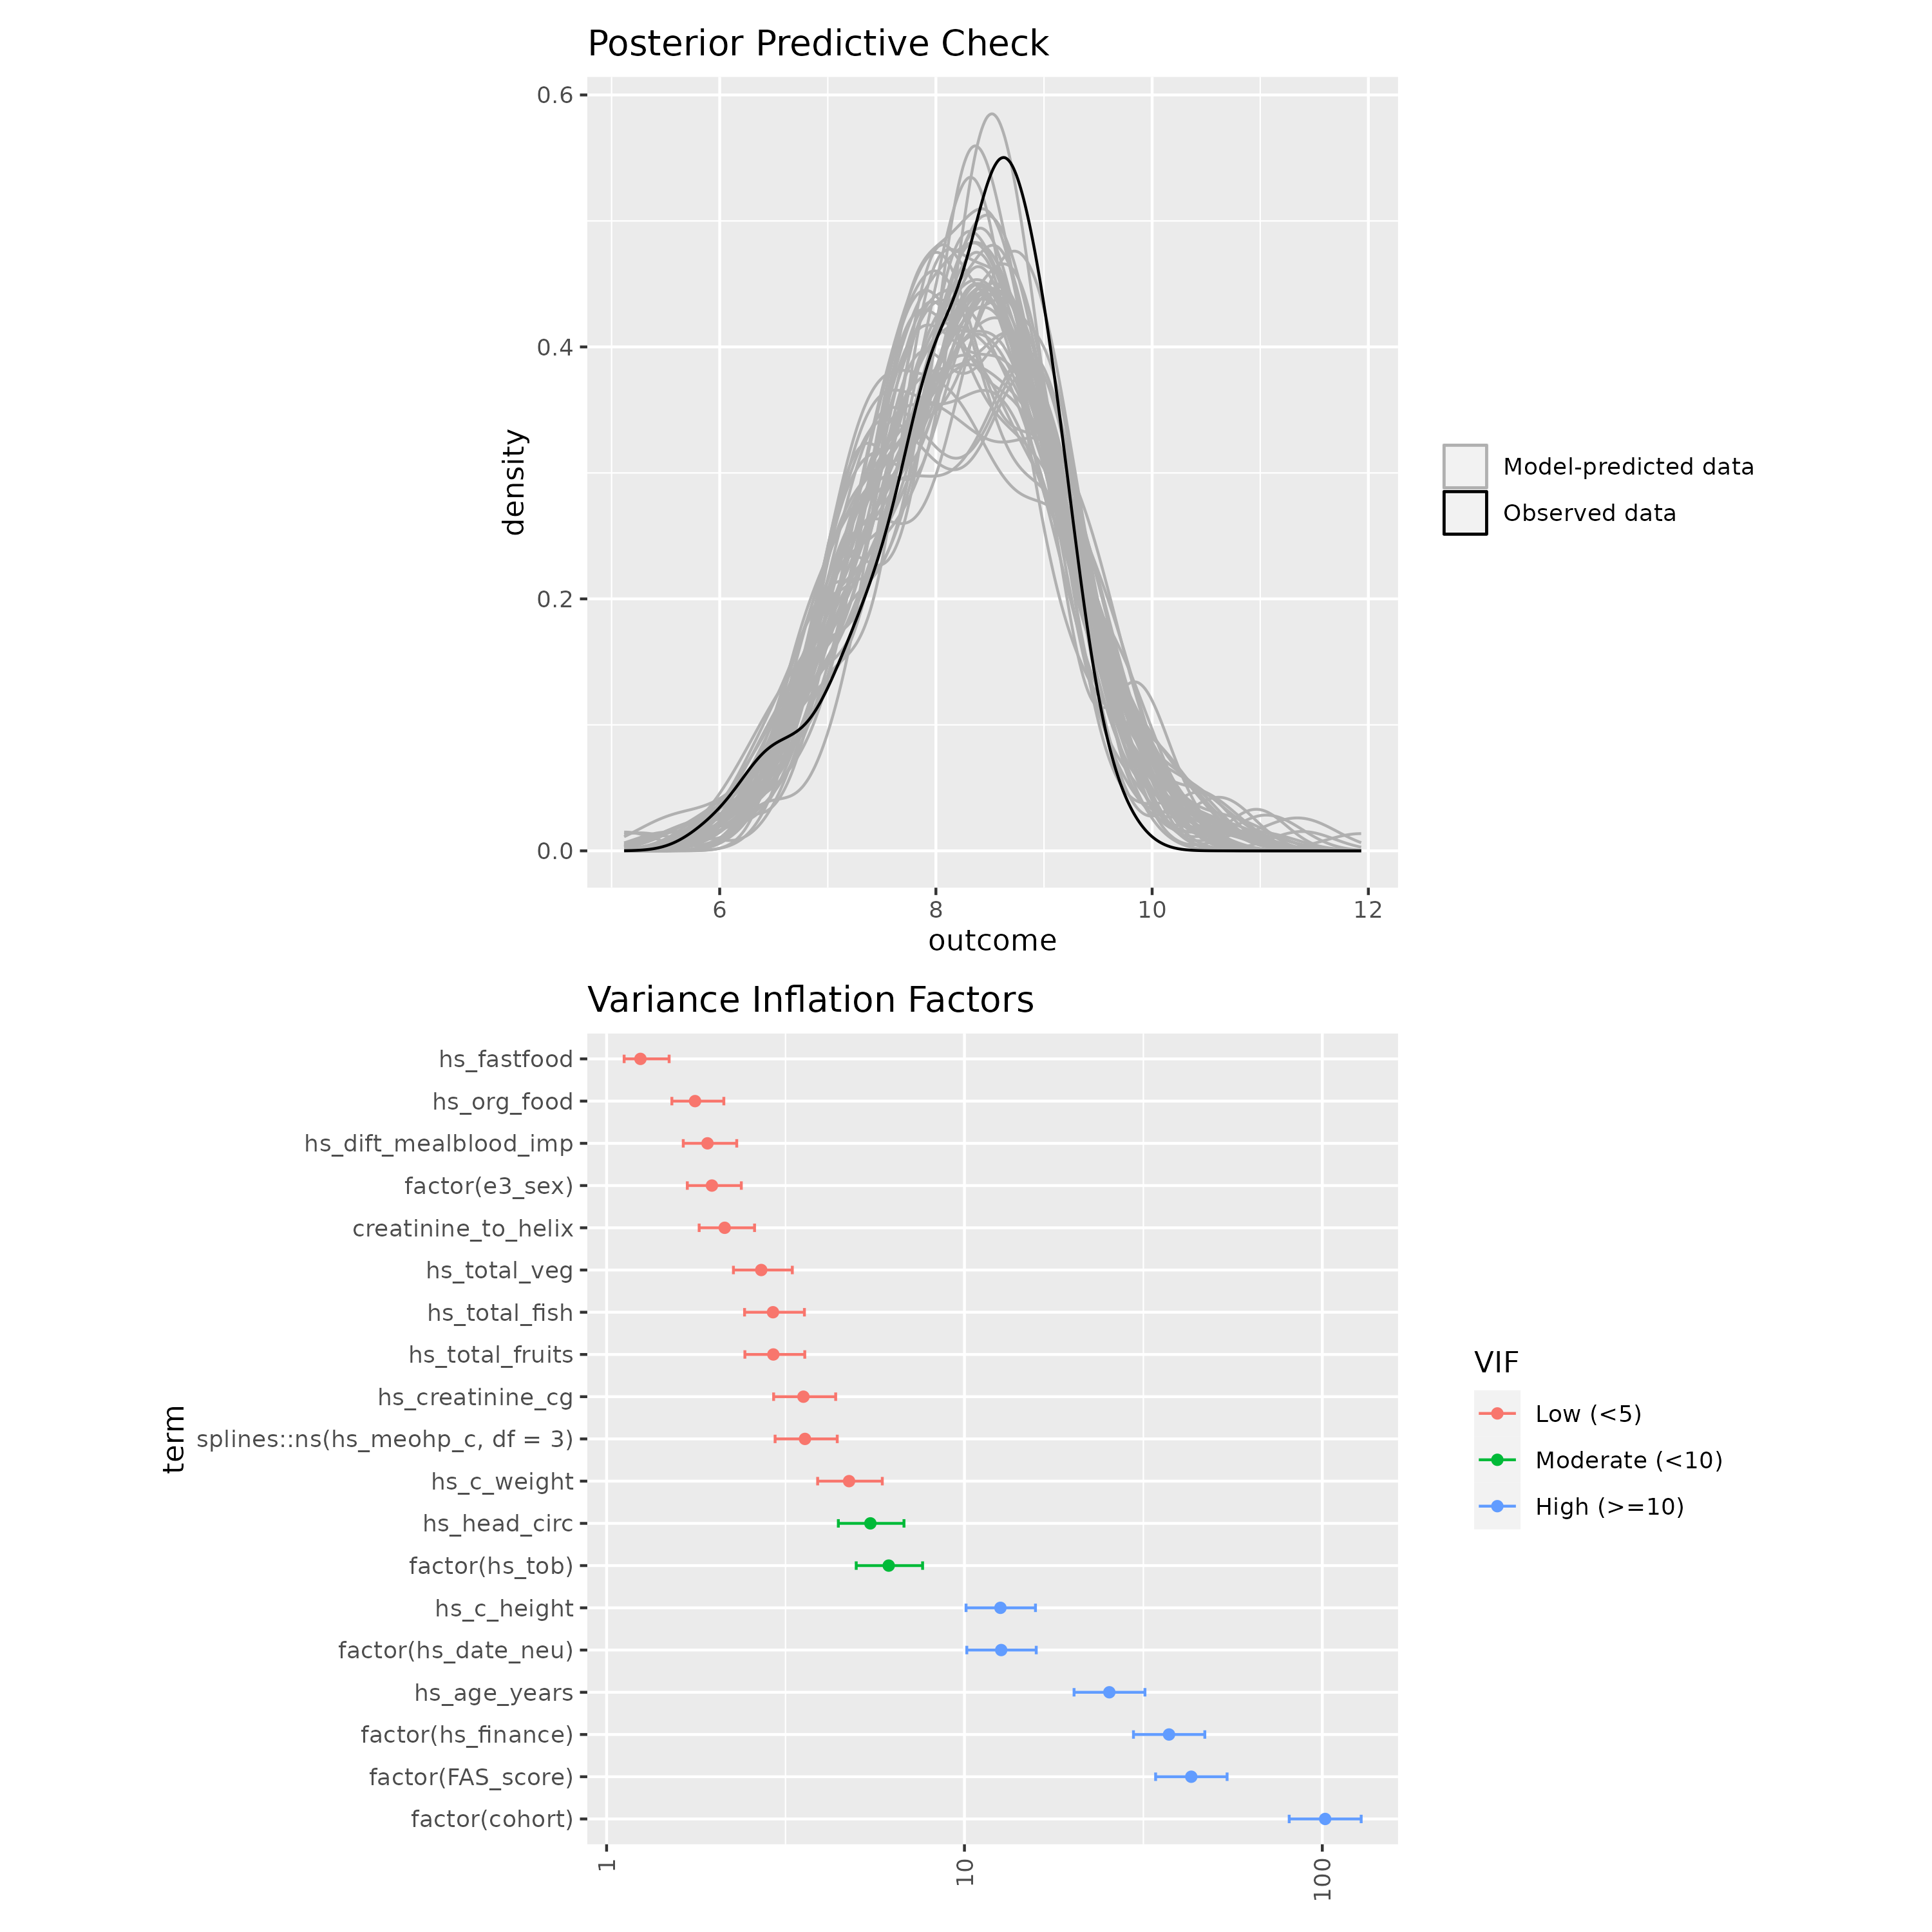 Posterior Predictive Check
0.6
0.4
0.2
0.0
density
6 8 10 12
outcome
Model-predicted data
Observed data
Variance Inflation Factors
term
hs_fastfood
hs_org_food
hs_dift_mealblood_imp
factor(e3_sex)
creatinine_to_helix
hs_total_veg
hs_total_fish
hs_total_fruits
hs_creatinine_cg
splines::ns(hs_meohp_c, df = 3)
hs_c_weight
hs_head_circ
factor(hs_tob)
hs_c_height
factor(hs_date_neu)
hs_age_years
factor(hs_finance)
factor(FAS_score)
factor(cohort)
1 10 100
VIF
Low (<5)
Moderate (<10)
High (>=10)